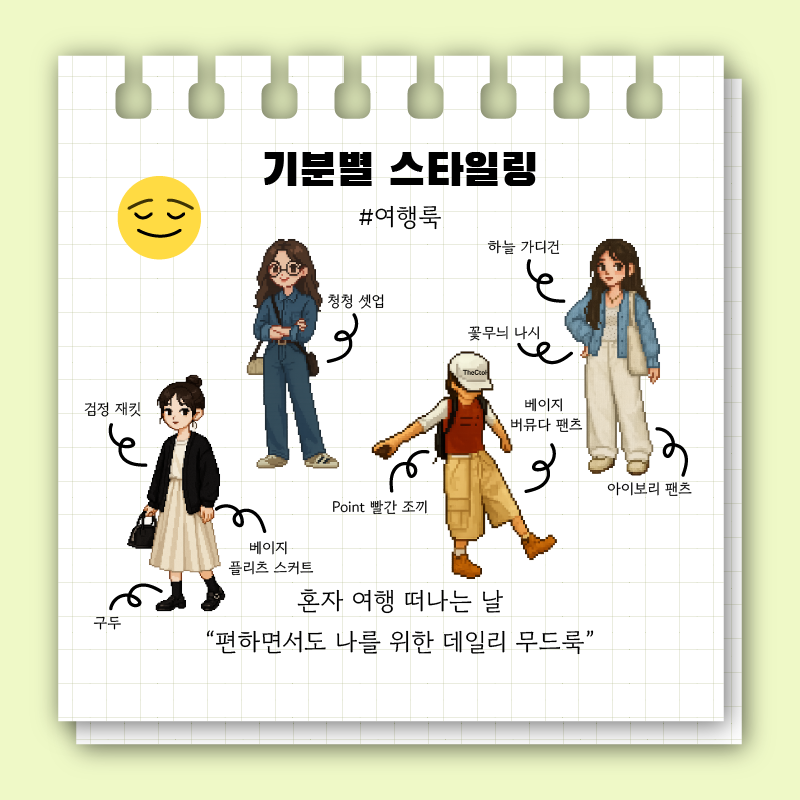 기분별 스타일링
#여행룩
하늘 가디건
청청 셋업
꽃무늬 나시
검정 재킷
베이지
버뮤다 팬츠
아이보리 팬츠
Point 빨간 조끼
베이지
플리츠 스커트
구두
혼자 여행 떠나는 날
“편하면서도 나를 위한 데일리 무드룩”